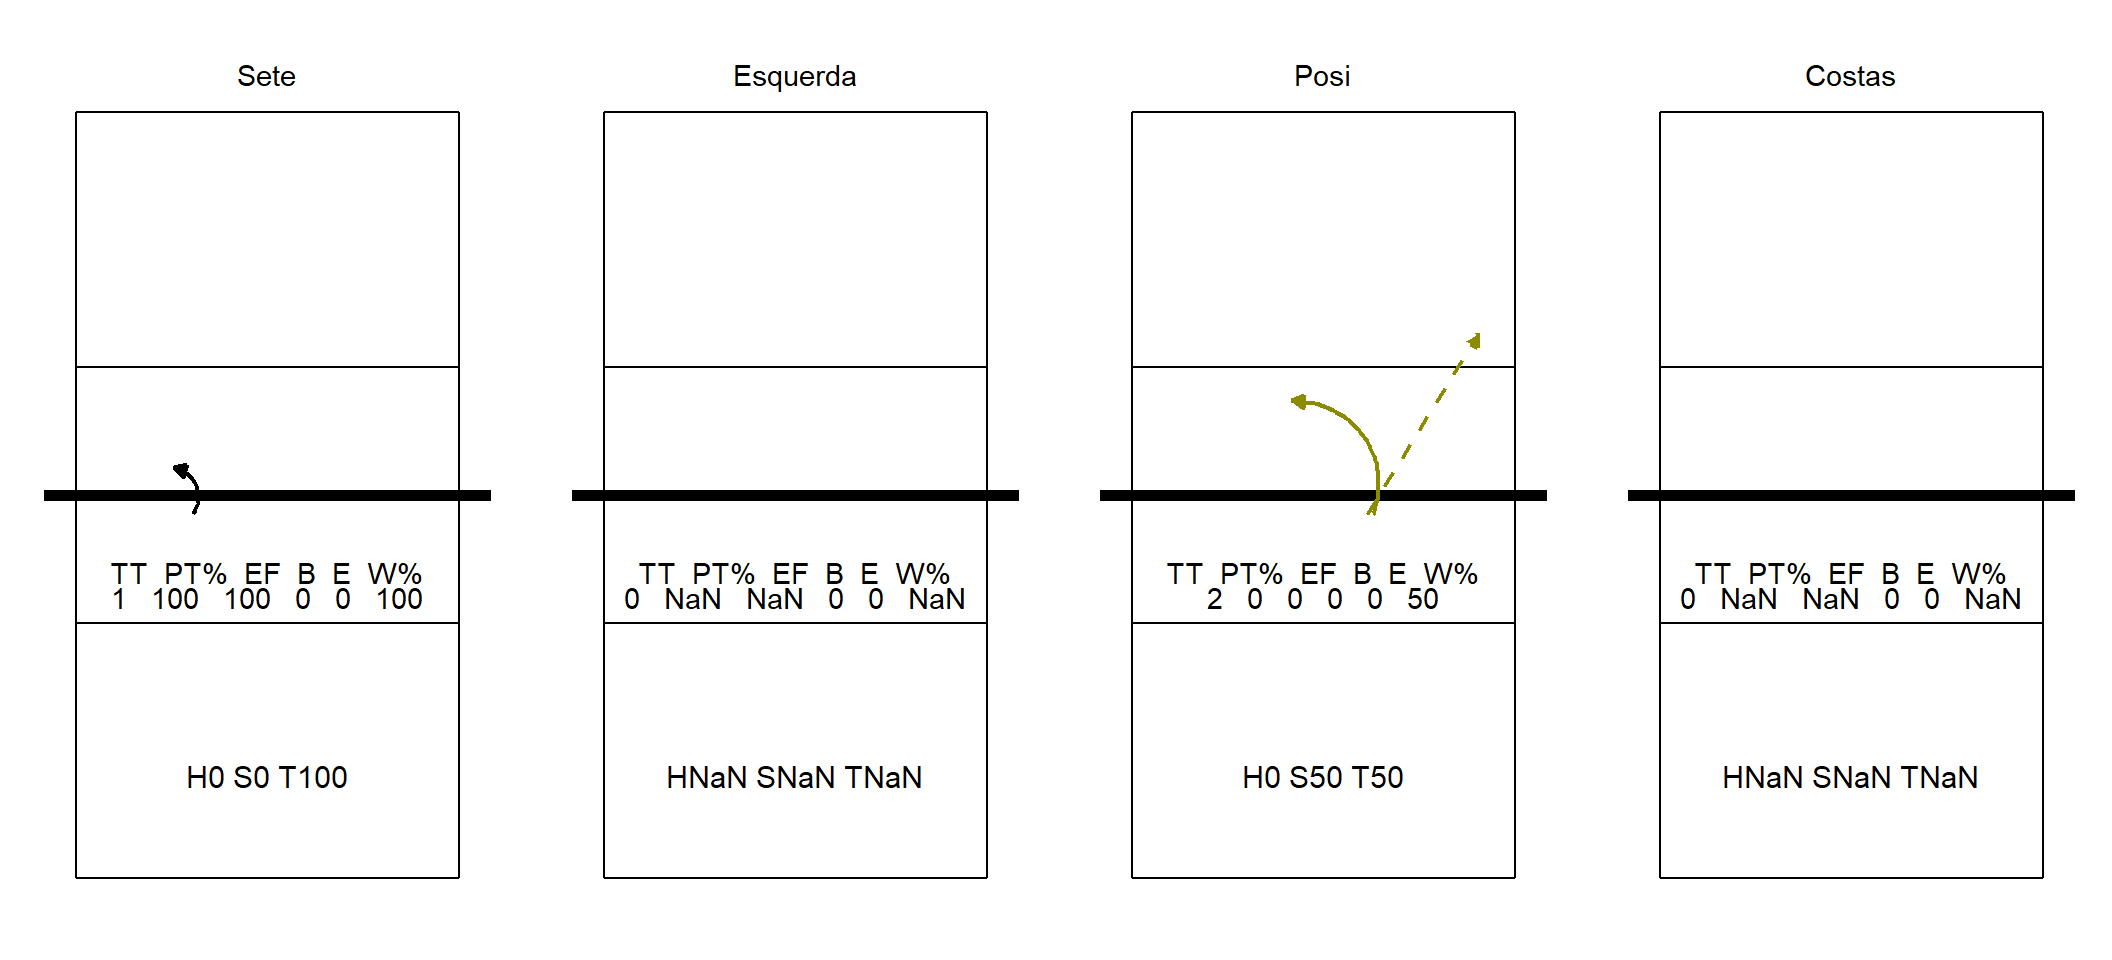 Sete
Esquerda
Posi
Costas
TT PT% EF B E W%
1 100 100 0 0 100
TT PT% EF B E W%
0 NaN NaN 0 0 NaN
TT PT% EF B E W%
2 0 0 0 0 50
TT PT% EF B E W%
0 NaN NaN 0 0 NaN
H0 S0 T100
HNaN SNaN TNaN
H0 S50 T50
HNaN SNaN TNaN